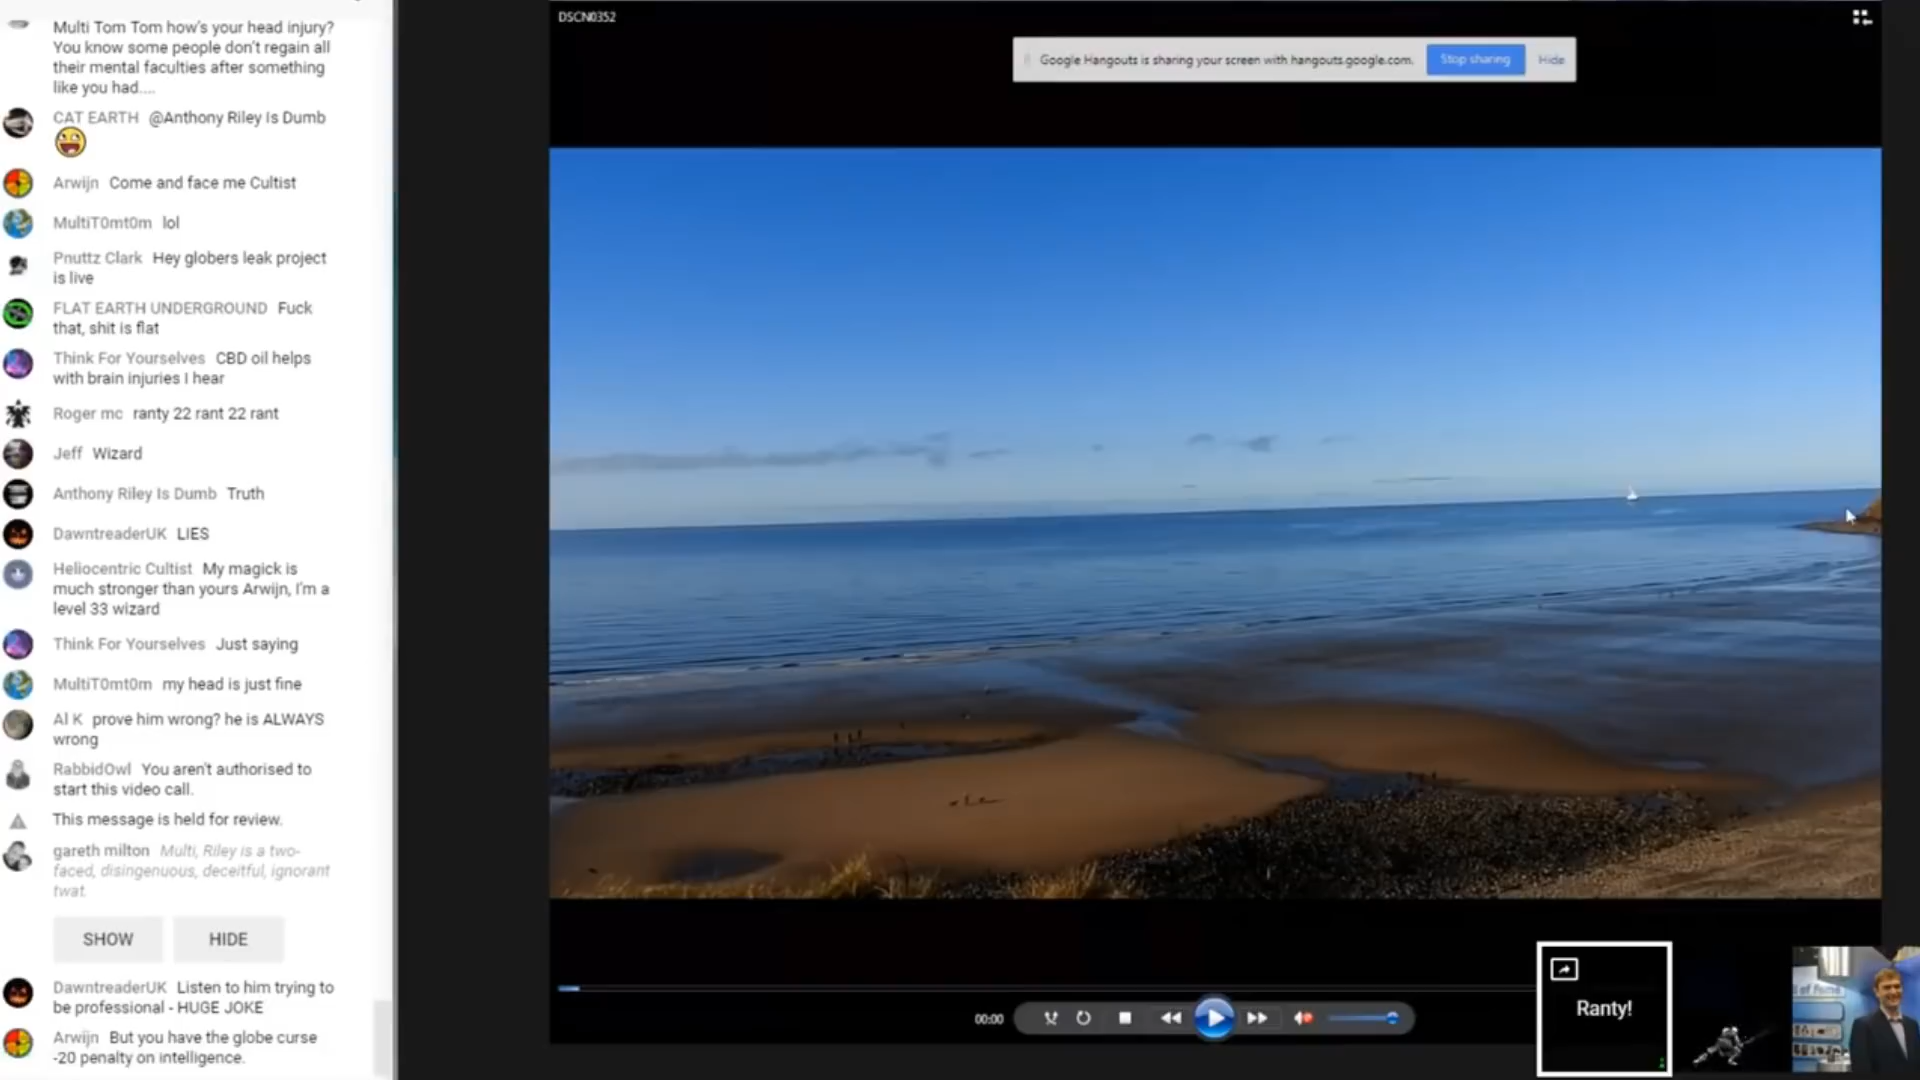 Multi Tom Tom how's your head injury?
You know some people don't regain all
their mental faculties after something
like you had....
CAT EARTH @Anthony Riley Is Dumb
Arwijn Come and face me Cultist
MultiT0mt0m lol
Pnuttz Clark Hey globers leak project
is live
FLAT EARTH UNDERGROUND Fuck
that, shit is flat
Think For Yourselves CBD oil helps
with brain injuries I hear
Roger mc ranty 22 rant 22 rant
Jeff Wizard
Anthony Riley Is Dumb Truth
DawntreaderUK LIES
Heliocentric Cultist My magick is
much stronger than yours Arwijn, I'm a
level 33 wizard
Think For Yourselves Just saying
MultiT0mt0m my head is just fine
Al K prove him wrong? he is ALWAYS
wrong
RabbidOwl You aren't authorised to
start this video call.
This message is held for review.
gareth milton Multi, Riley is a two-
faced, disingenuous, deceitful, ignorant
twat.
SHOW HIDE
DawntreaderUK Listen to him trying to
be professional - HUGE JOKE
Arwijn But you have the globe curse
-20 penalty on intelligence.
DSCN0352
Google Hangouts is sharing your screen with hangouts.google.com. Stop sharing Hide
00:00
Ranty!